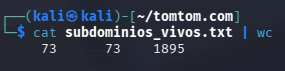 ┌──(kali㉿kali)-[~/tomtom.com]
└─$ cat subdominios_vivos.txt | wc
     73      73    1895